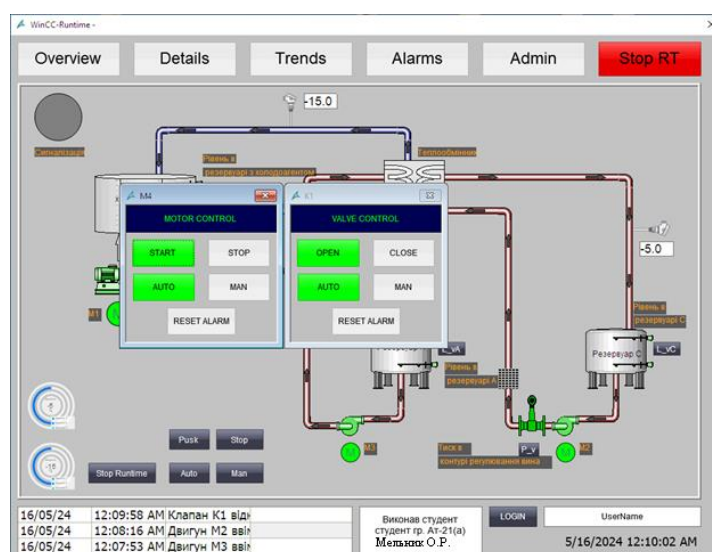 WinCC-Runtime -
Overview
Details
Trends
Alarms
Admin
Stop RT
-15.0
Сигналізація
Рівень в
резервуарі з холодоагентом
Теплообмінник
M4
MOTOR CONTROL
START
STOP
AUTO
MAN
RESET ALARM
K1
VALVE CONTROL
OPEN
CLOSE
AUTO
MAN
RESET ALARM
-5.0
Рівень в
резервуарі С
Резервуар С
L_vC
M1
L_vA
Рівень в
резервуарі А
M
M3
Тиск в
контурі регулювання вина
P_v
M
M2
Pusk
Stop
Stop Runtime
Auto
Man
-15
16/05/24 12:09:58 AM Клапан К1 відк
16/05/24 12:08:16 AM Двигун М2 ввім
16/05/24 12:07:53 AM Двигун М3 ввім
Виконав студент
студент гр. Ат-21(а)
Мельник О.Р.
LOGIN
UserName
5/16/2024 12:10:02 AM